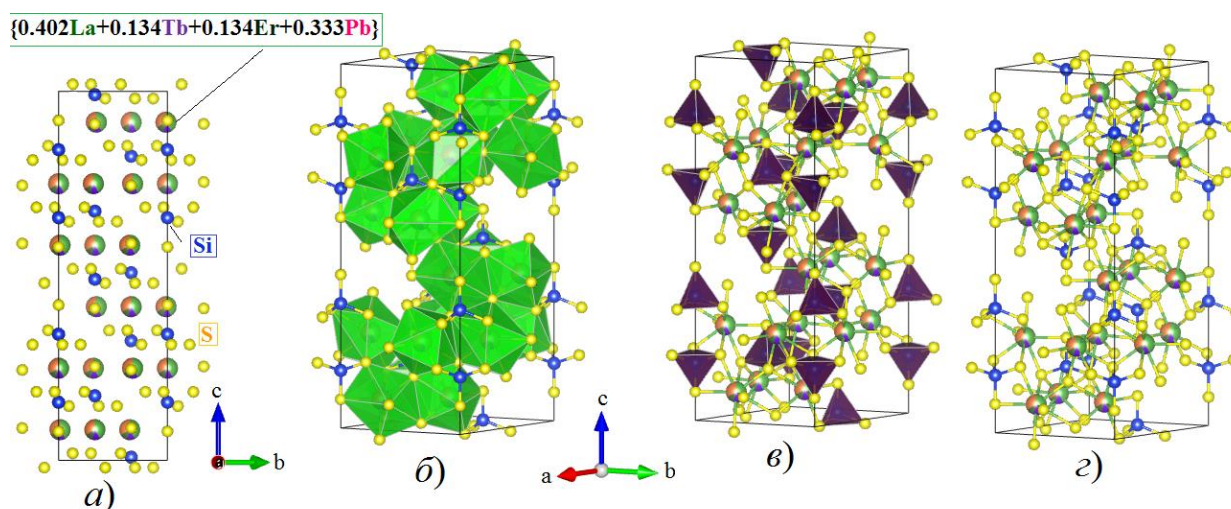 {0.402La+0.134Tb+0.134Er+0.333Pb}
Si
S
c
a b
а)
б)
c
a b
в)
г)